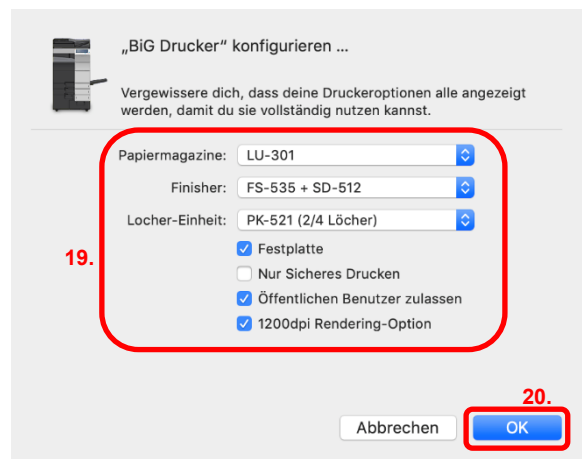 „BiG Drucker“ konfigurieren ...
Vergewissere dich, dass deine Druckeroptionen alle angezeigt
werden, damit du sie vollständig nutzen kannst.
Papiermagazine: LU-301
Finisher: FS-535 + SD-512
Locher-Einheit: PK-521 (2/4 Löcher)
19.
Festplatte
Nur Sicheres Drucken
Öffentlichen Benutzer zulassen
1200dpi Rendering-Option
20.
Abbrechen OK